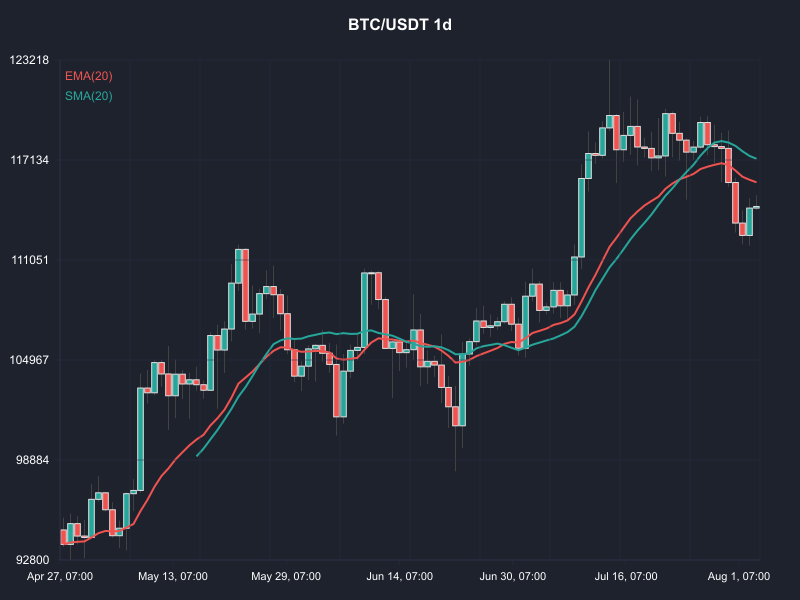 BTC/USDT 1d
123218
EMA(20)
SMA(20)
117134
111051
104967
98884
92800
Apr 27, 07:00 May 13, 07:00 May 29, 07:00 Jun 14, 07:00 Jun 30, 07:00 Jul 16, 07:00 Aug 1, 07:00